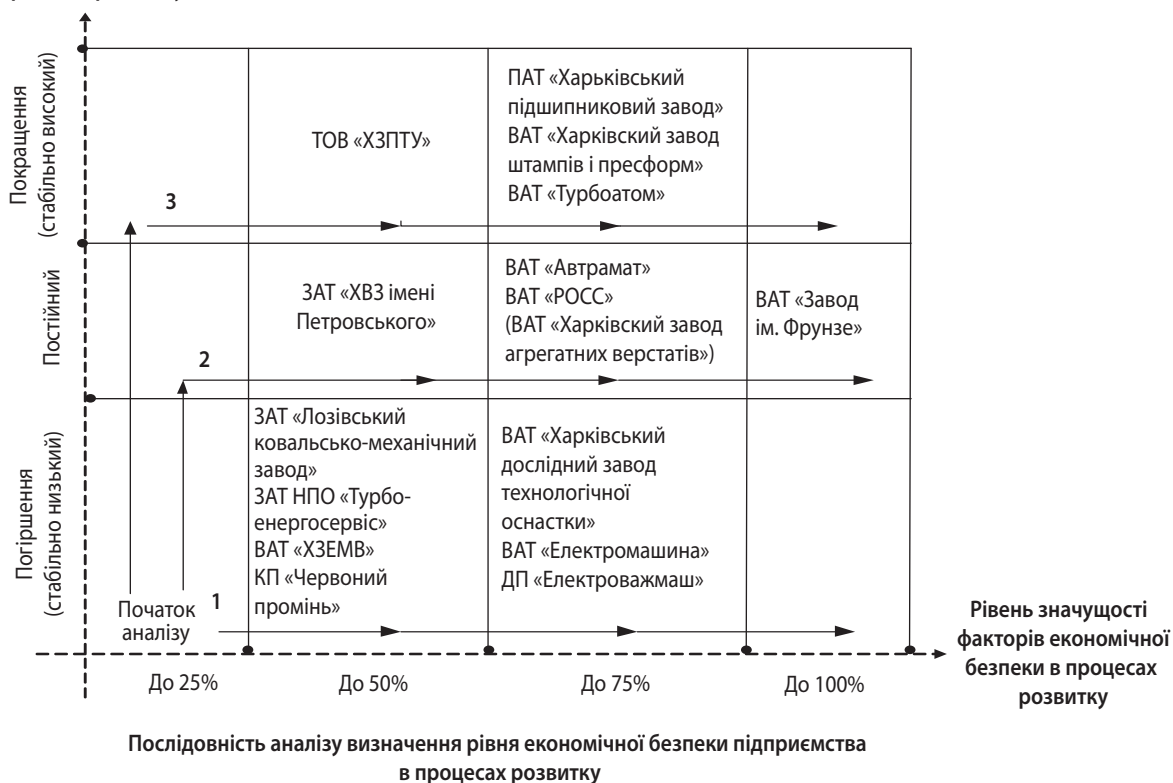 Покращення
(стабільно високий)
ТОВ «ХЗПТУ»
ПАТ «Харьківський
підшипниковий завод»
ВАТ «Харківский завод
штампів і пресформ»
ВАТ «Турбоатом»
3
Постійний
ЗАТ «ХВЗ імені
Петровського»
ВАТ «Автрамат»
ВАТ «РОСС»
(ВАТ «Харківский завод
агрегатних верстатів»)
ВАТ «Завод
ім. Фрунзе»
2
Погіршення
(стабільно низький)
ЗАТ «Лозівський
ковальсько-механічний
завод»
ЗАТ НПО «Турбо-
енергосервіс»
ВАТ «ХЗЕМВ»
КП «Червоний
промінь»
ВАТ «Харківський
дослідний завод
технологічної
оснастки»
ВАТ «Електромашина»
ДП «Електроважмаш»
Початок
аналізу
1
Рівень значущості
факторів економічної
безпеки в процесах
розвитку
До 25%
До 50%
До 75%
До 100%
Послідовність аналізу визначення рівня економічної безпеки підприємства
в процесах розвитку